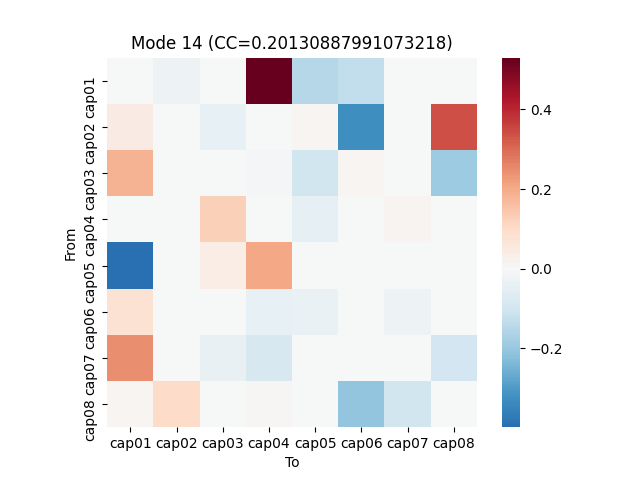 Mode 14 (CC=0.20130887991073218)
From
cap01
cap02
cap03
cap04
cap05
cap06
cap07
cap08
cap01 cap02 cap03 cap04 cap05 cap06 cap07 cap08
To
0.4
0.2
0.0
−0.2